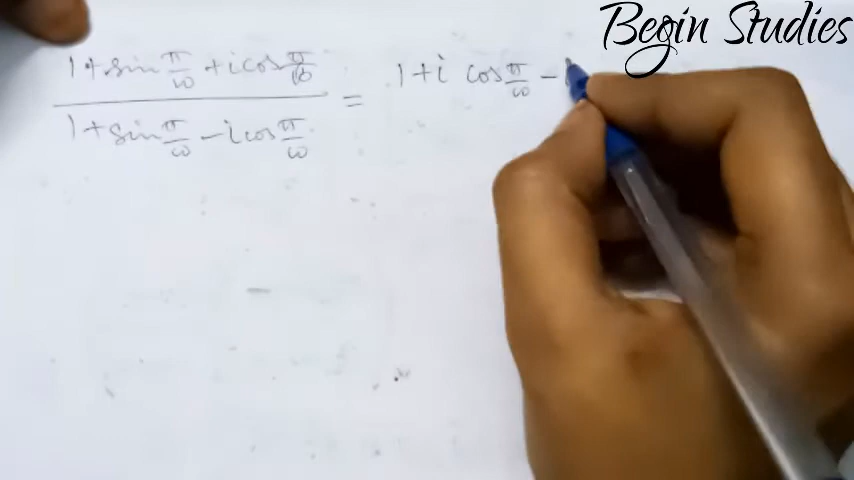 Begin Studies
1+sin π/10 + i cos π/10
= 1+i cos π/10 -
1+sin π/10 - i cos π/10